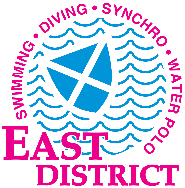 SWIMMING • DIVING • SYNCHRO • WATER POLO
EAST
DISTRICT